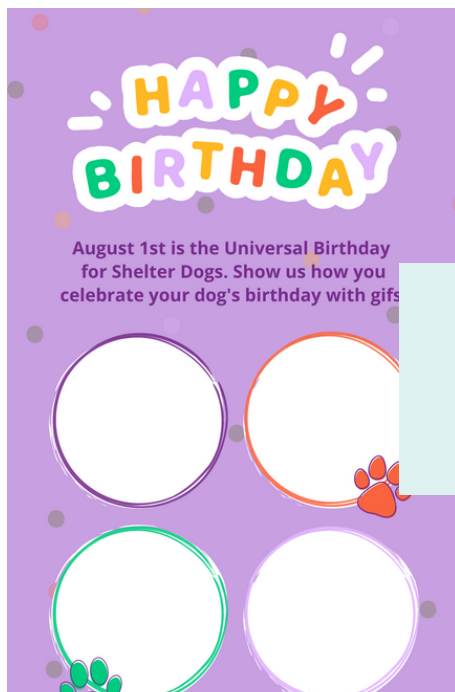 HAPPY
BIRTHDAY
August 1st is the Universal Birthday
for Shelter Dogs. Show us how you
celebrate your dog's birthday with gifs